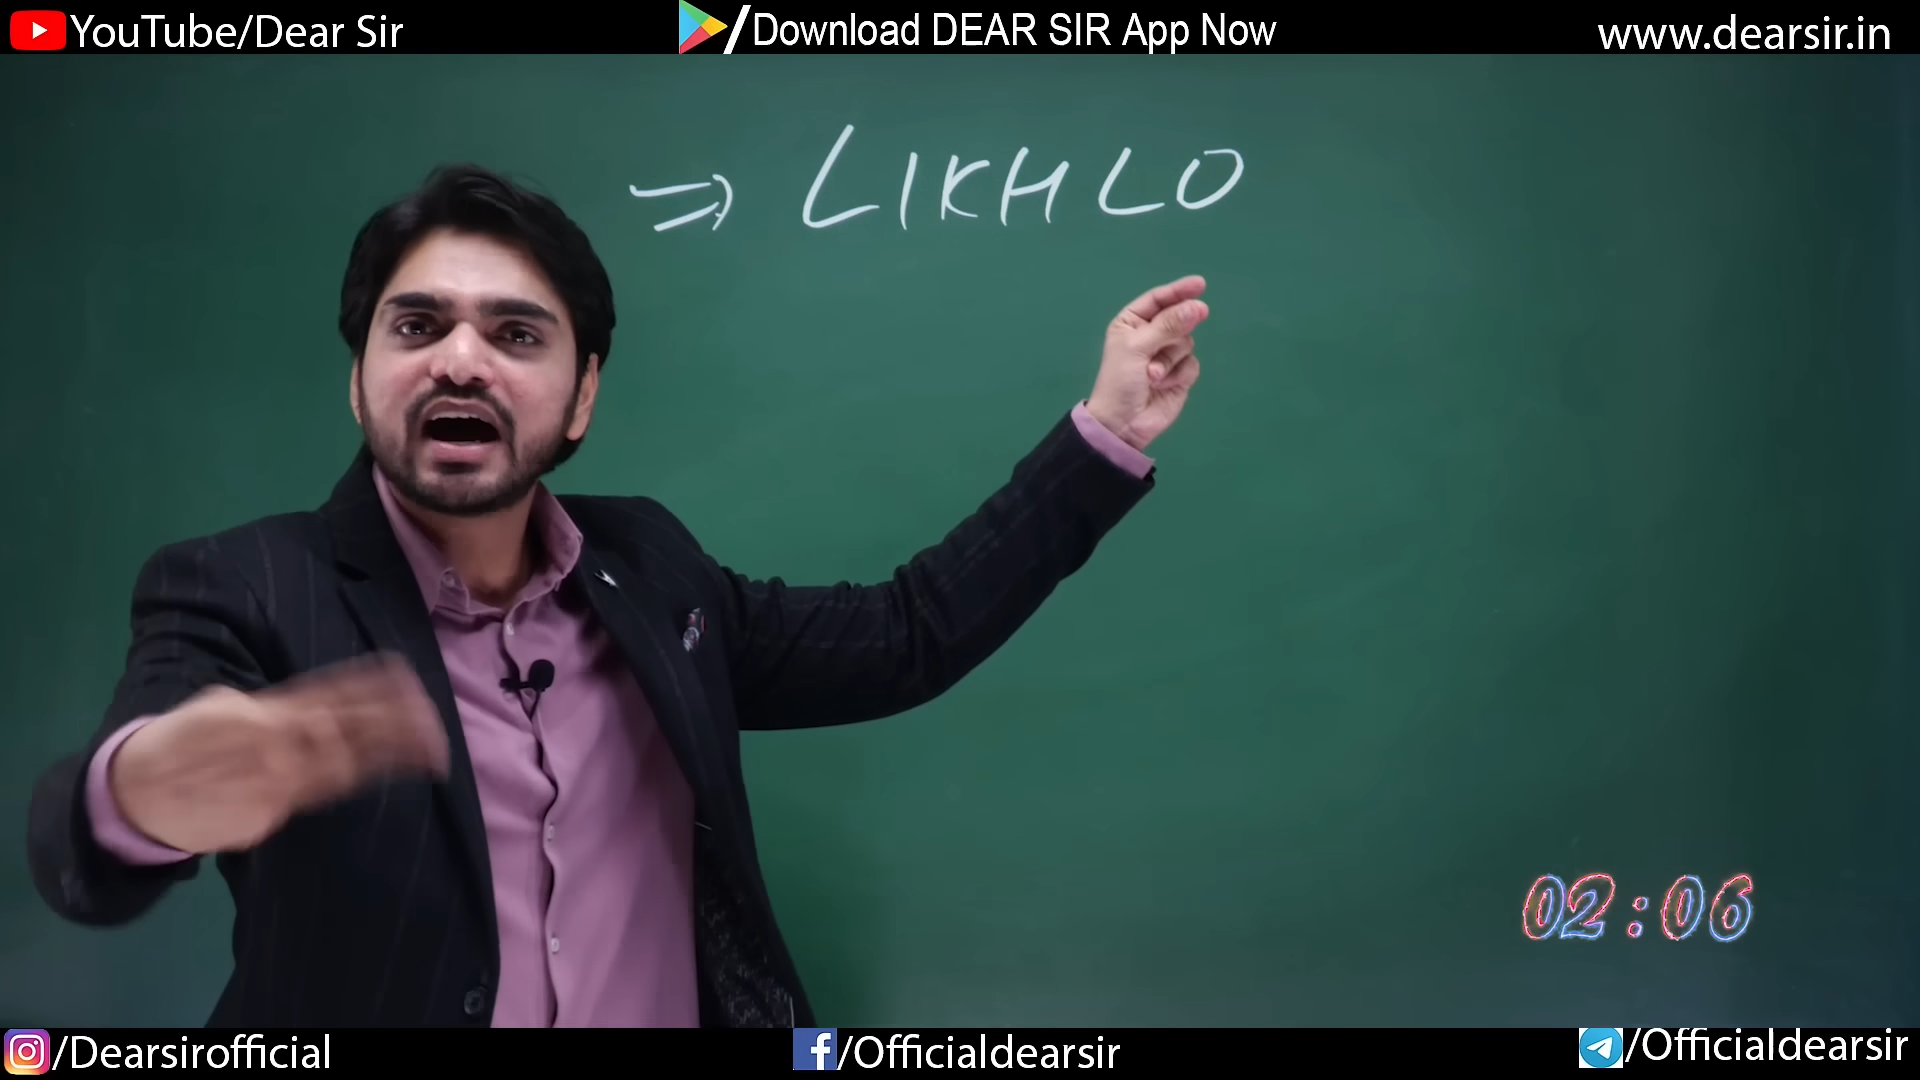 YouTube/Dear Sir
/Download DEAR SIR App Now
www.dearsir.in
⇒ LIKHLO
02:06
/Dearsirofficial
/Officialdearsir
/Officialdearsir